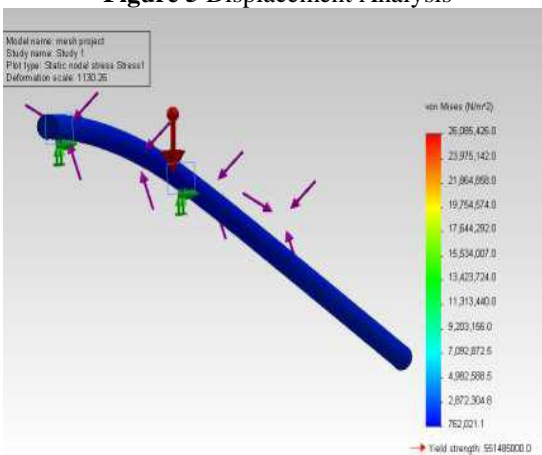 Figure 5 Displacement Analysis
Model name: mesh project
Study name: Study 1
Plot type: Static nodal stress Stress1
Deformation scale: 1130.26
von Mises (N/m^2)
26,085,426.0
23,975,142.0
21,864,858.0
19,754,574.0
17,644,292.0
15,534,007.0
13,423,724.0
11,313,440.0
9,203,156.0
7,092,872.5
4,982,588.5
2,872,304.8
762,021.1
Yield strength: 551485000.0